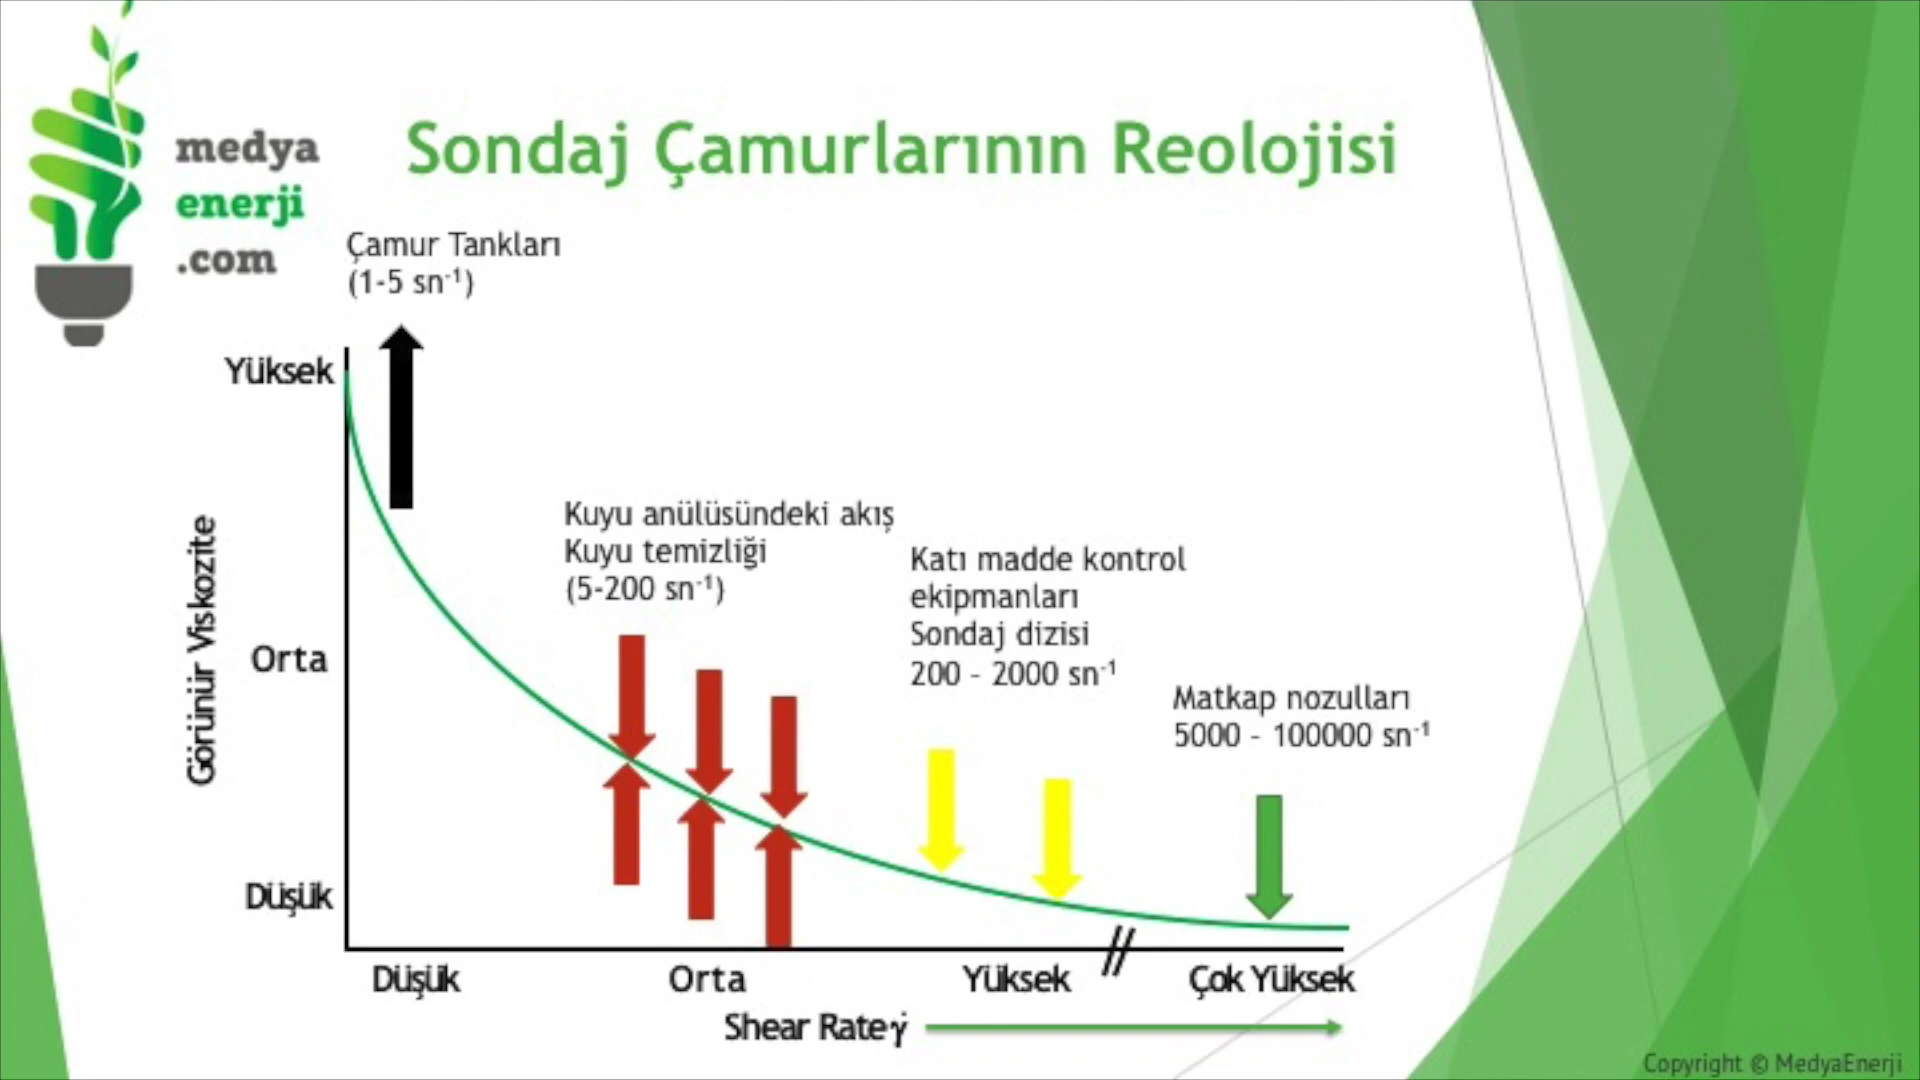 medya
enerji
.com
Sondaj Çamurlarının Reolojisi
Çamur Tankları
(1-5 sn⁻¹)
Yüksek
Kuyu anülüsündeki akış
Kuyu temizliği
(5-200 sn⁻¹)
Katı madde kontrol
ekipmanları
Sondaj dizisi
200 - 2000 sn⁻¹
Matkap nozulları
5000 - 100000 sn⁻¹
Görünür Viskozite
Orta
Düşük
Düşük
Orta
Yüksek
Çok Yüksek
Shear Rate γ̇
Copyright © MedyaEnerji